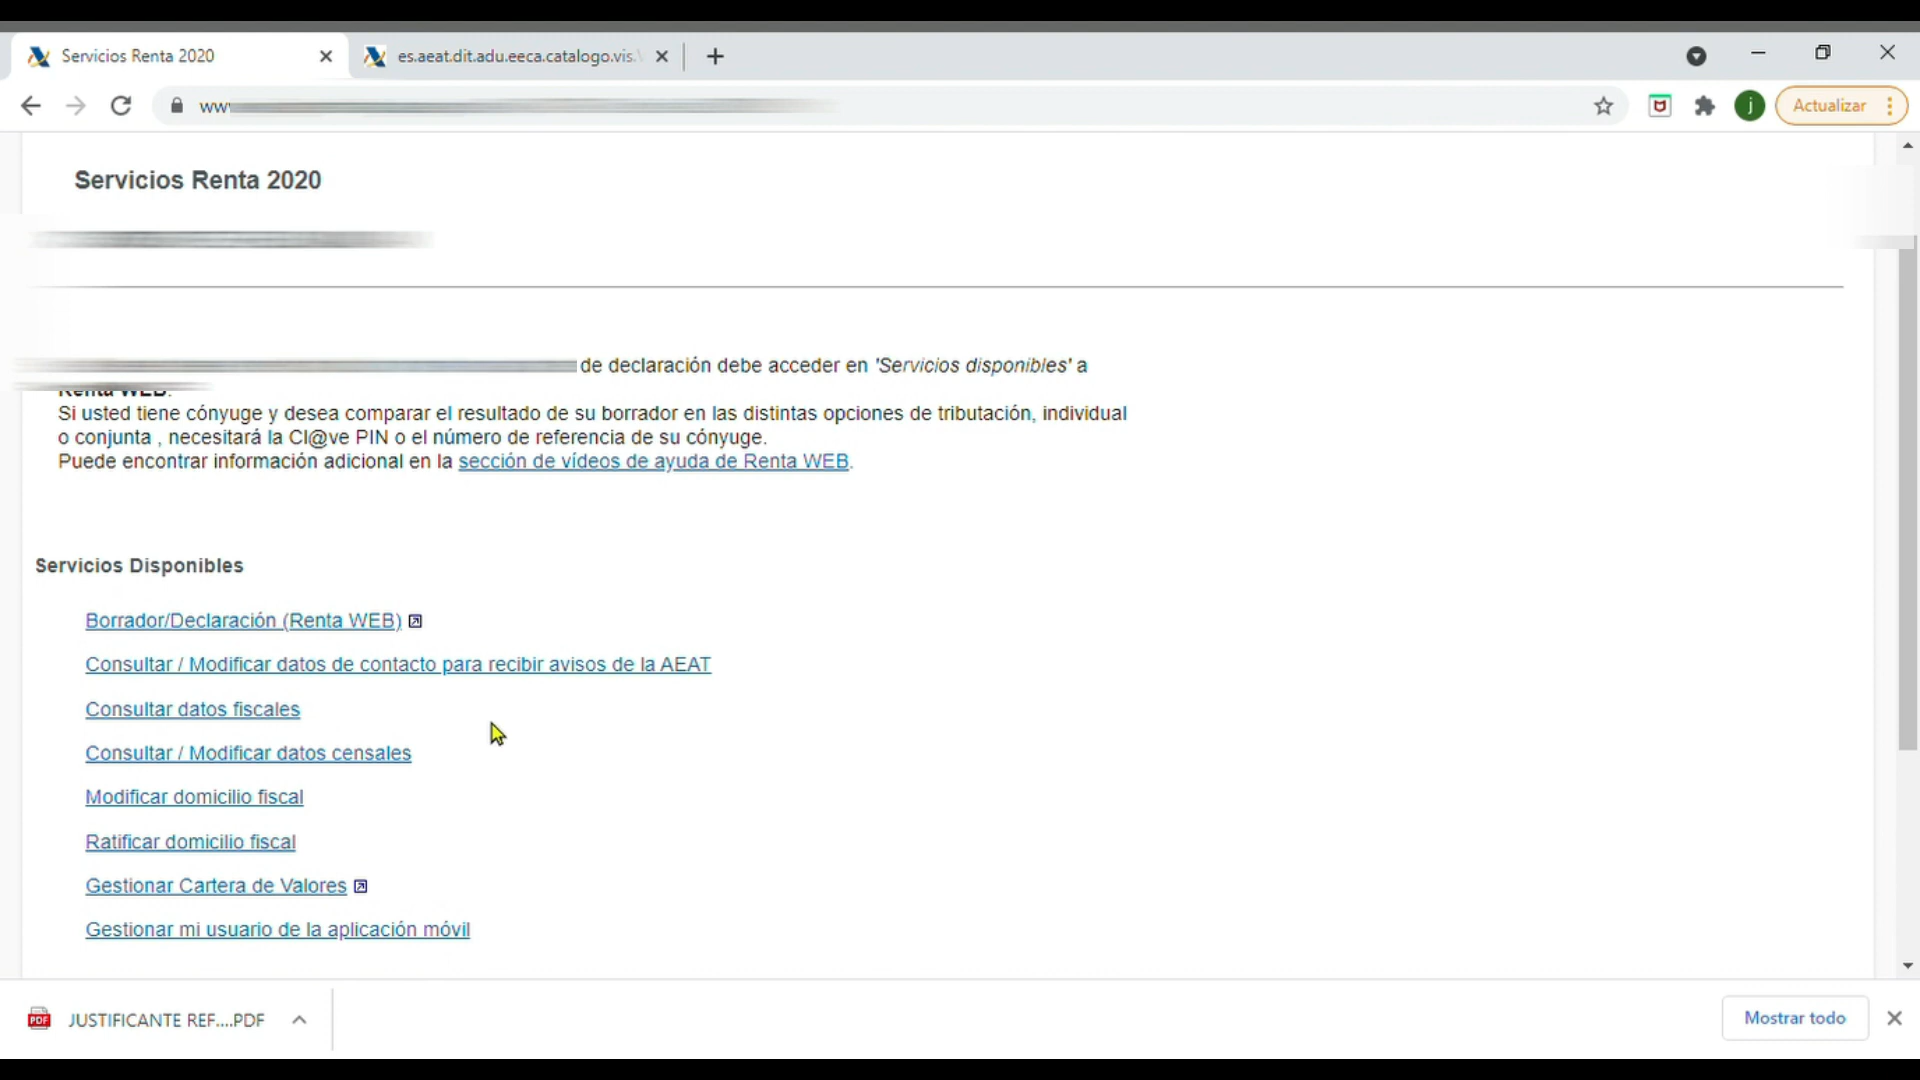 Servicios Renta 2020
es.aeat.dit.adu.eeca.catalogo.vis.
www
Actualizar
Servicios Renta 2020
de declaración debe acceder en 'Servicios disponibles' a
Renta WEB.
Si usted tiene cónyuge y desea comparar el resultado de su borrador en las distintas opciones de tributación, individual
o conjunta , necesitará la Cl@ve PIN o el número de referencia de su cónyuge.
Puede encontrar información adicional en la sección de vídeos de ayuda de Renta WEB.
Servicios Disponibles
Borrador/Declaración (Renta WEB)
Consultar / Modificar datos de contacto para recibir avisos de la AEAT
Consultar datos fiscales
Consultar / Modificar datos censales
Modificar domicilio fiscal
Ratificar domicilio fiscal
Gestionar Cartera de Valores
Gestionar mi usuario de la aplicación móvil
PDF JUSTIFICANTE REF....PDF
Mostrar todo